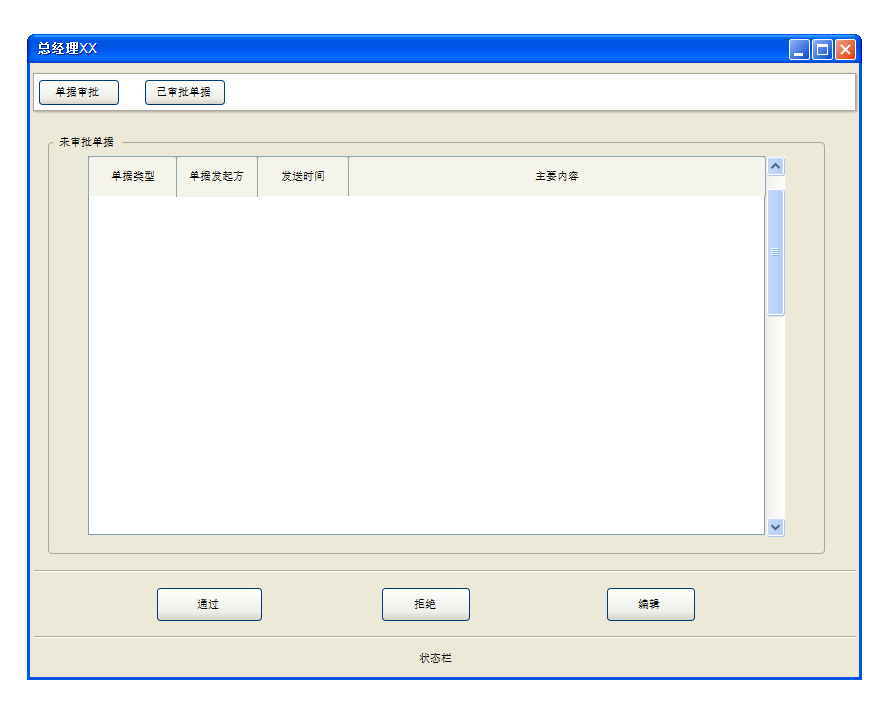 总经理XX
单据审批 已审批单据
未审批单据
单据类型 单据发起方 发送时间 主要内容
通过 拒绝 编辑
状态栏